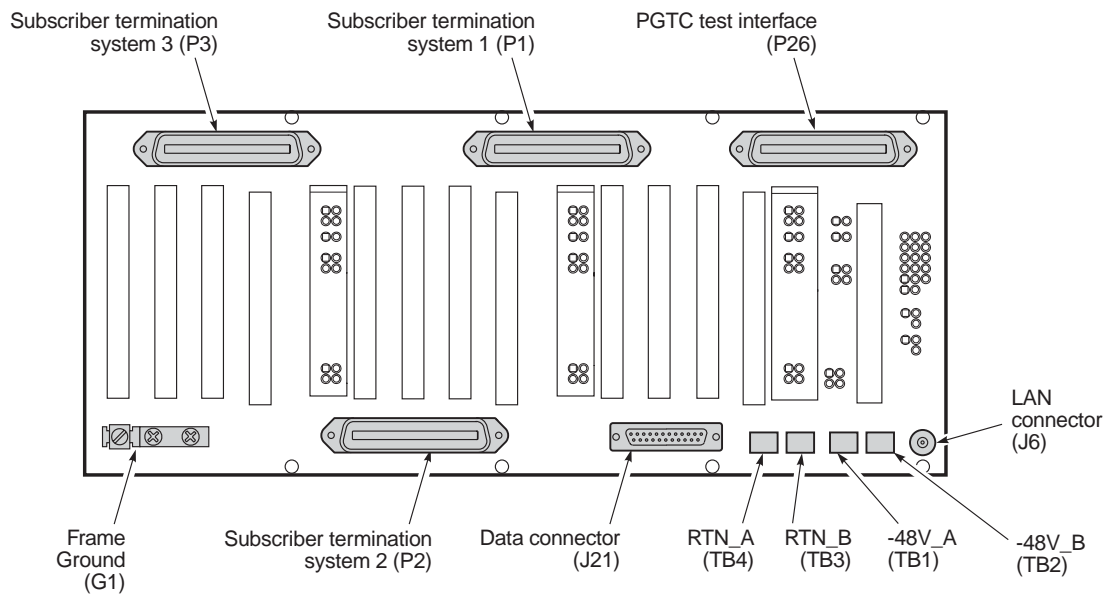 Subscriber termination
system 3 (P3)
Subscriber termination
system 1 (P1)
PGTC test interface
(P26)
LAN
connector
(J6)
Frame
Ground
(G1)
Subscriber termination
system 2 (P2)
Data connector
(J21)
RTN_A
(TB4)
RTN_B
(TB3)
-48V_A
(TB1)
-48V_B
(TB2)